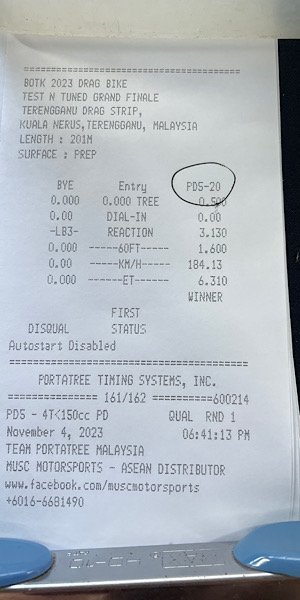 ========================================
BOTK 2023 DRAG BIKE
TEST N TUNED GRAND FINALE
TERENGGANU DRAG STRIP,
KUALA NERUS,TERENGGANU, MALAYSIA
LENGTH : 201M
SURFACE : PREP
BYE Entry PD5-20
0.000 0.000 TREE 0.500
0.00 DIAL-IN 0.00
-LB3- REACTION 3.130
0.000 -----60FT----- 1.600
0.00 ------KM/H----- 184.13
0.000 ------ET------ 6.310
WINNER
FIRST
DISQUAL STATUS
Autostart Disabled
========================================
PORTATREE TIMING SYSTEMS, INC.
=============== 161/162 ==========600214
PD5 - 4T<150cc PD QUAL RND 1
November 4, 2023 06:41:13 PM
TEAM PORTATREE MALAYSIA
MUSC MOTORSPORTS - ASEAN DISTRIBUTOR
www.facebook.com/muscmotorsports
+6016-6681490